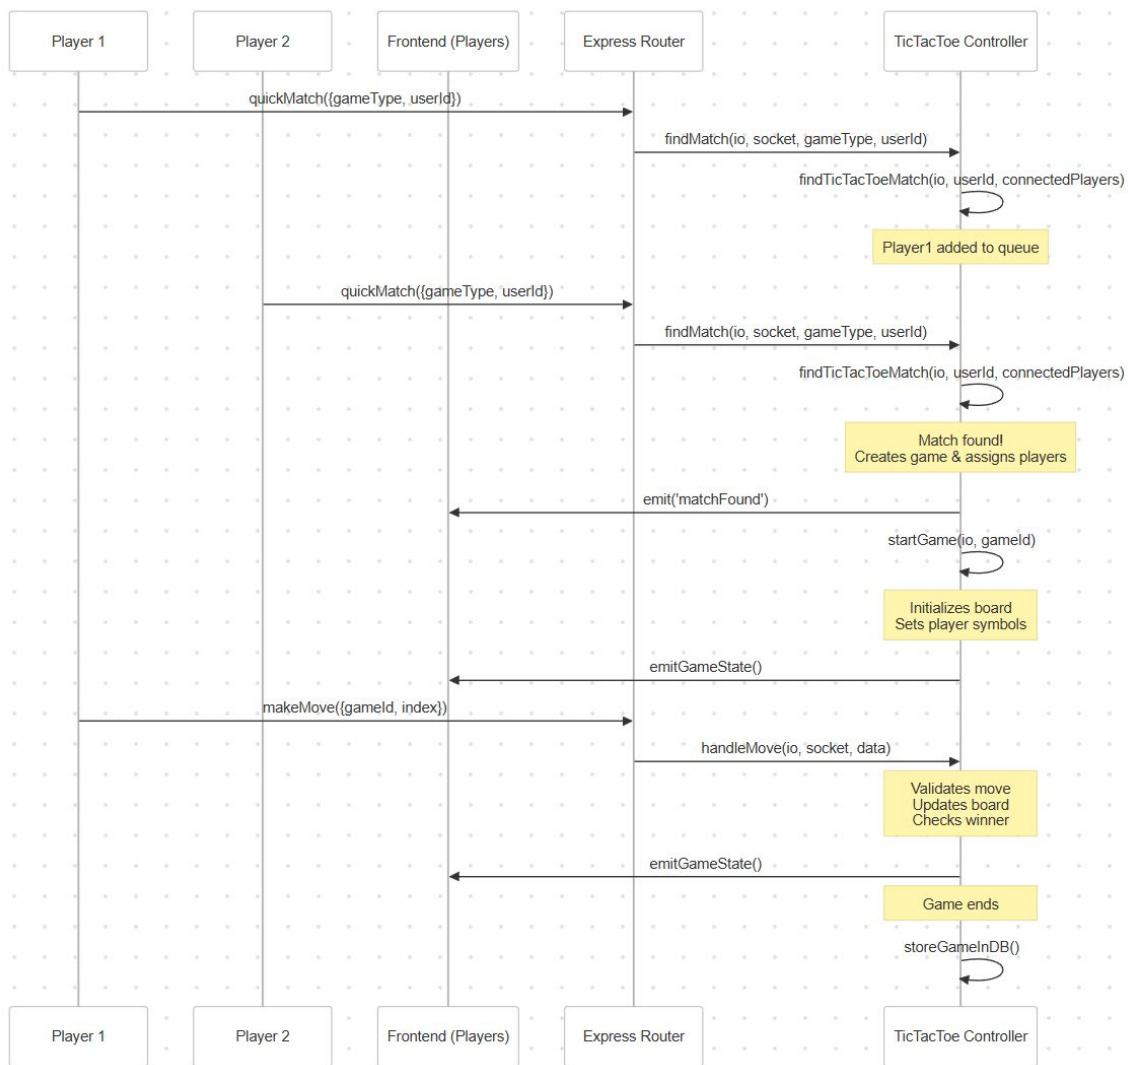 Player 1
Player 2
Frontend (Players)
Express Router
TicTacToe Controller
quickMatch({gameType, userId})
findMatch(io, socket, gameType, userId)
findTicTacToeMatch(io, userId, connectedPlayers)
Player1 added to queue
quickMatch({gameType, userId})
findMatch(io, socket, gameType, userId)
findTicTacToeMatch(io, userId, connectedPlayers)
Match found!
Creates game & assigns players
emit('matchFound')
startGame(io, gameId)
Initializes board
Sets player symbols
emitGameState()
makeMove({gameId, index})
handleMove(io, socket, data)
Validates move
Updates board
Checks winner
emitGameState()
Game ends
storeGameInDB()
Player 1
Player 2
Frontend (Players)
Express Router
TicTacToe Controller